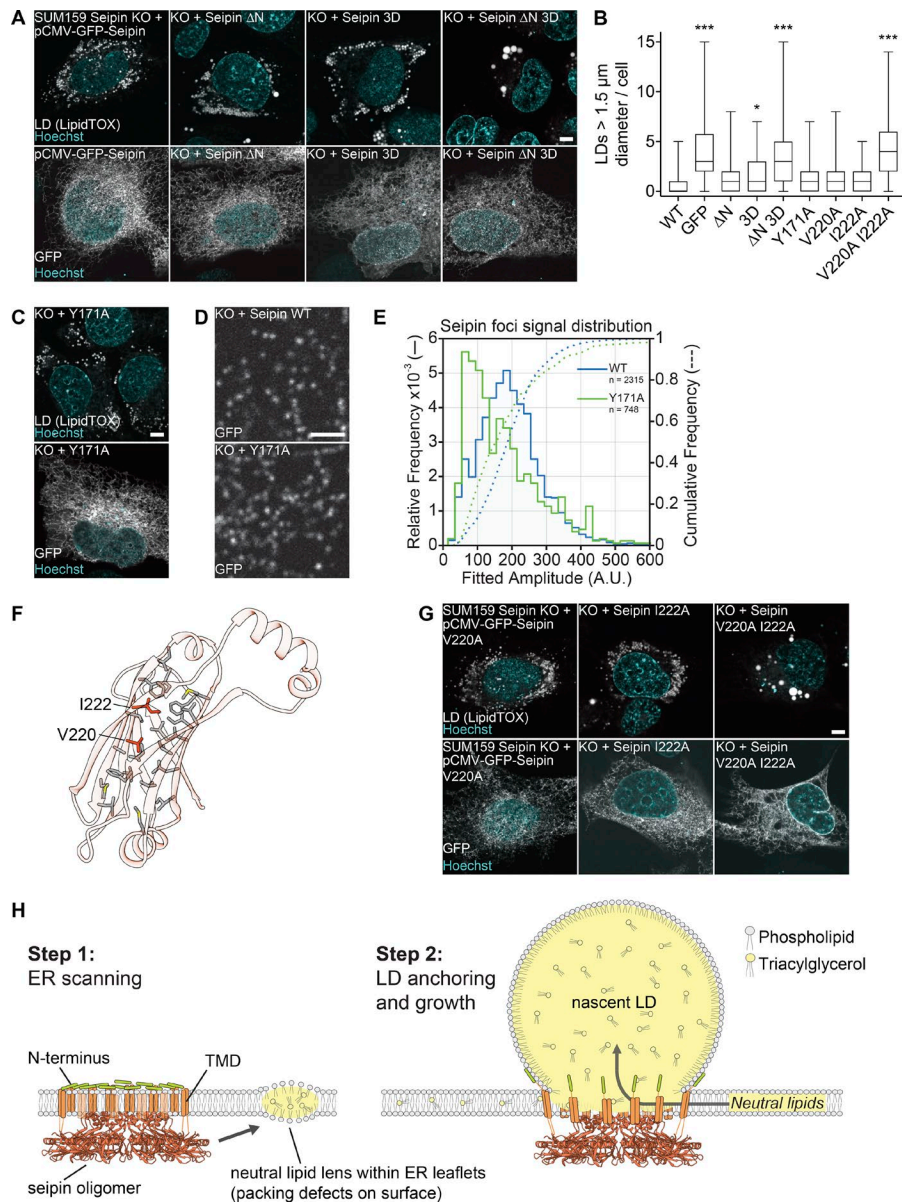 A
SUM159 Seipin KO +
pCMV-GFP-Seipin
KO + Seipin ΔN
KO + Seipin 3D
KO + Seipin ΔN 3D
LD (LipidTOX)
Hoechst
pCMV-GFP-Seipin
KO + Seipin ΔN
KO + Seipin 3D
KO + Seipin ΔN 3D
GFP
Hoechst
B
LDs > 1.5 µm
diameter / cell
15
10
5
0
***
*
***
***
WT
GFP
ΔN
3D
ΔN 3D
Y171A
V220A
I222A
V220A I222A
C
KO + Y171A
LD (LipidTOX)
Hoechst
KO + Y171A
GFP
Hoechst
D
KO + Seipin WT
GFP
KO + Y171A
GFP
E
Seipin foci signal distribution
Relative Frequency x10-3 (—)
6
5
4
3
2
1
0
WT
n = 2315
Y171A
n = 748
1
0.8
0.6
0.4
0.2
0
Cumulative Frequency (---)
0 100 200 300 400 500 600
Fitted Amplitude (A.U.)
F
I222
V220
G
SUM159 Seipin KO +
pCMV-GFP-Seipin
V220A
KO + Seipin I222A
KO + Seipin
V220A I222A
LD (LipidTOX)
Hoechst
SUM159 Seipin KO +
pCMV-GFP-Seipin
V220A
KO + Seipin I222A
KO + Seipin
V220A I222A
GFP
Hoechst
H
Step 1:
ER scanning
N-terminus
TMD
seipin oligomer
neutral lipid lens within ER leaflets
(packing defects on surface)
Step 2:
LD anchoring
and growth
nascent LD
Neutral lipids
Phospholipid
Triacylglycerol